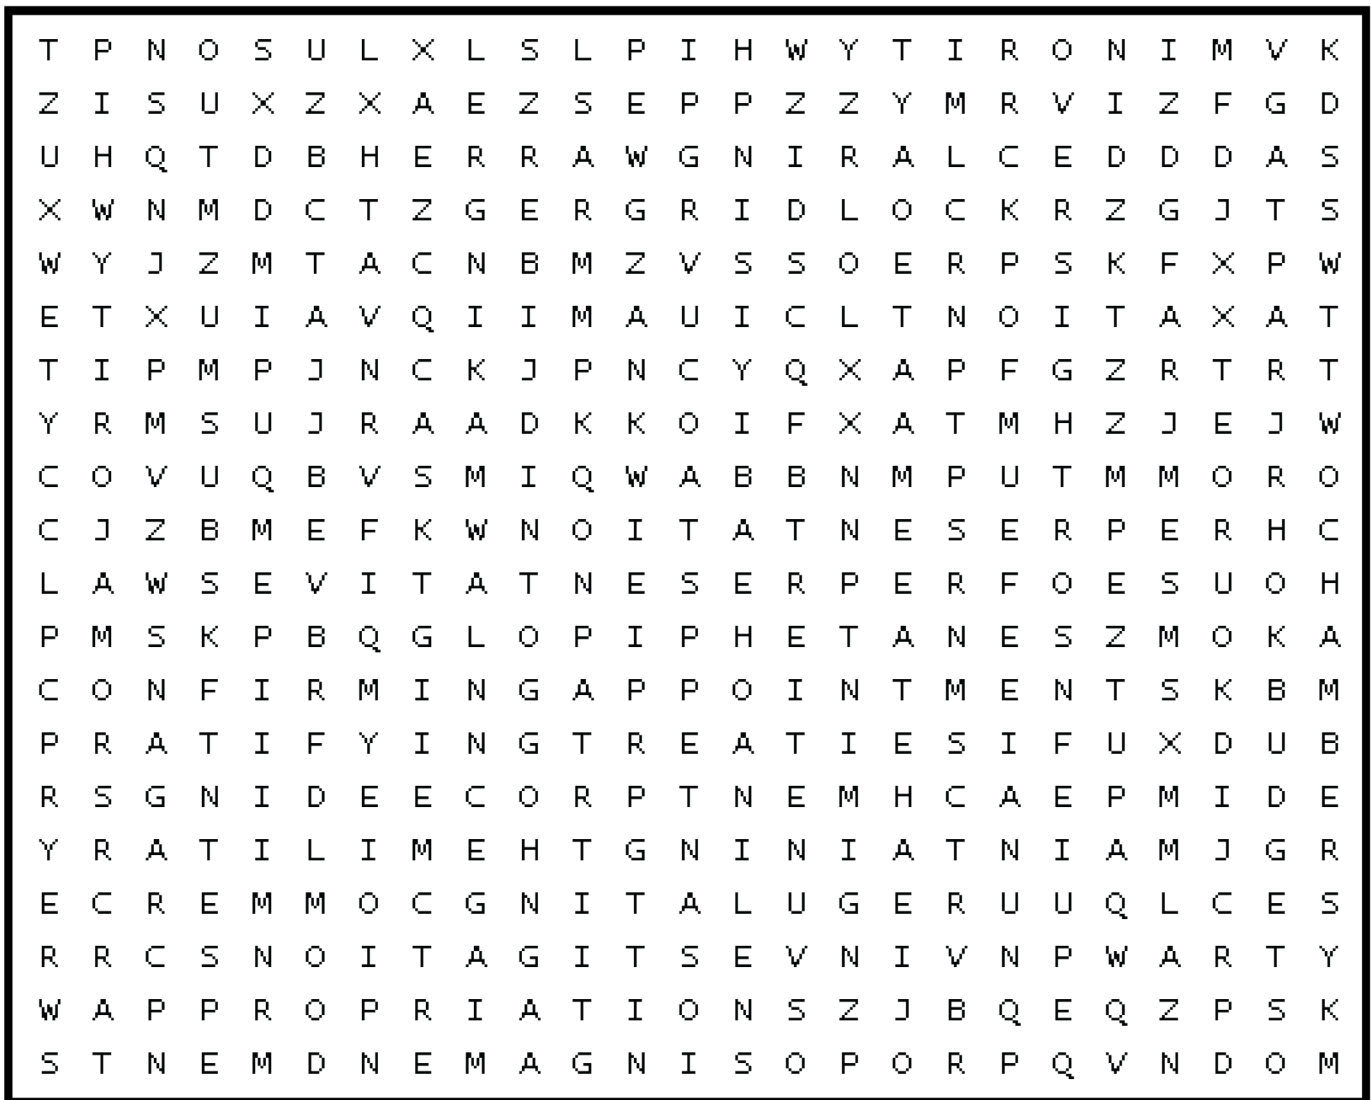 T P N O S U L X L S L P I H W Y T I R O N I M V K
Z I S U X Z X A E Z S E P P Z Z Y M R V I Z F G D
U H Q T D B H E R R A W G N I R A L C E D D D A S
X W N M D C T Z G E R G R I D L O C K R Z G J T S
W Y J Z M T A C N B M Z V S S O E R P S K F X P W
E T X U I A V Q I I M A U I C L T N O I T A X A T
T I P M P J N C K J P N C Y Q X A P F G Z R T R T
Y R M S U J R A A D K K O I F X A T M H Z J E J W
C O V U Q B V S M I Q W A B B N M P U T M M O R O
C J Z B M E F K W N O I T A T N E S E R P E R H C
L A W S E V I T A T N E S E R P E R F O E S U O H
P M S K P B Q G L O P I P H E T A N E S Z M O K A
C O N F I R M I N G A P P O I N T M E N T S K B M
P R A T I F Y I N G T R E A T I E S I F U X D U B
R S G N I D E E C O R P T N E M H C A E P M I D E
Y R A T I L I M E H T G N I N I A T N I A M J G R
E C R E M M O C G N I T A L U G E R U U Q L C E S
R R C S N O I T A G I T S E V N I V N P W A R T Y
W A P P R O P R I A T I O N S Z J B Q E Q Z P S K
S T N E M D N E M A G N I S O P O R P Q V N D O M